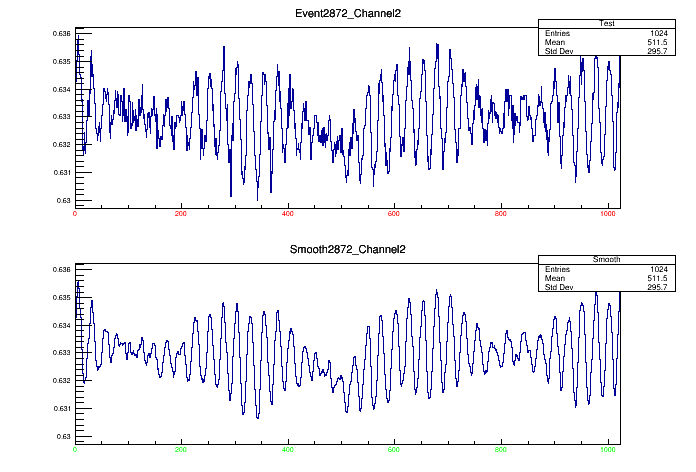 Event2872_Channel2
Test
Entries 1024
Mean 511.5
Std Dev 295.7
0.636
0.635
0.634
0.633
0.632
0.631
0.63
0 200 400 600 800 1000
Smooth2872_Channel2
Smooth
Entries 1024
Mean 511.5
Std Dev 295.7
0.636
0.635
0.634
0.633
0.632
0.631
0.63
0 200 400 600 800 1000